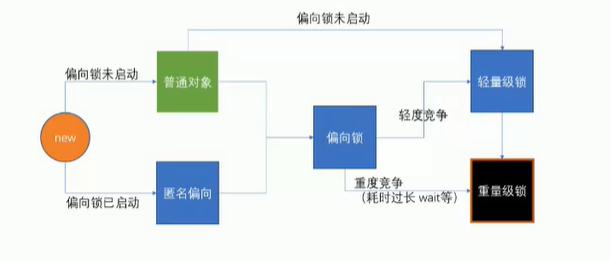 偏向锁未启动
偏向锁未启动
普通对象
轻量级锁
new
偏向锁
轻度竞争
重度竞争
（耗时过长 wait等）
重量级锁
偏向锁已启动
匿名偏向